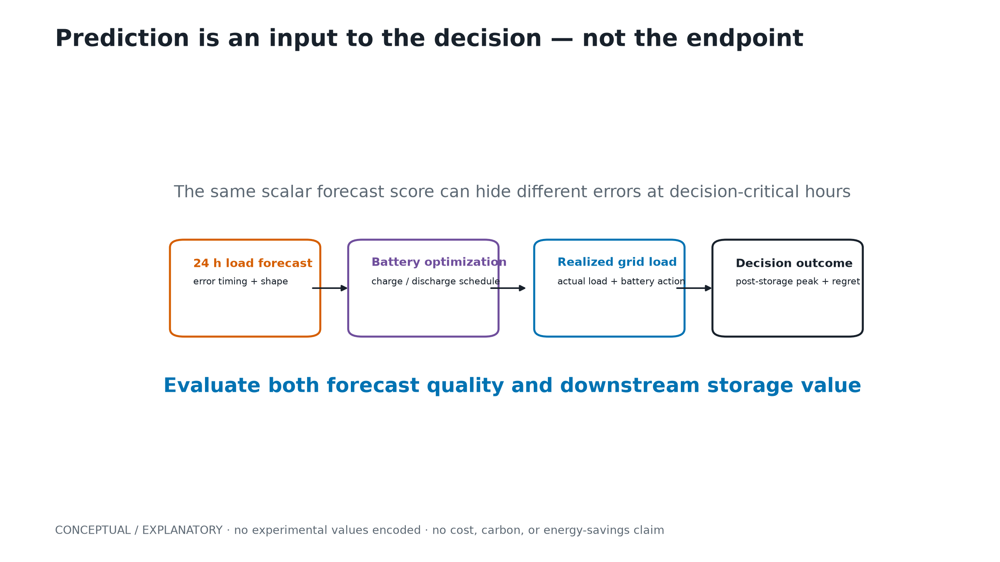 Prediction is an input to the decision — not the endpoint
The same scalar forecast score can hide different errors at decision-critical hours
24 h load forecast
error timing + shape
Battery optimization
charge / discharge schedule
Realized grid load
actual load + battery action
Decision outcome
post-storage peak + regret
Evaluate both forecast quality and downstream storage value
CONCEPTUAL / EXPLANATORY · no experimental values encoded · no cost, carbon, or energy-savings claim